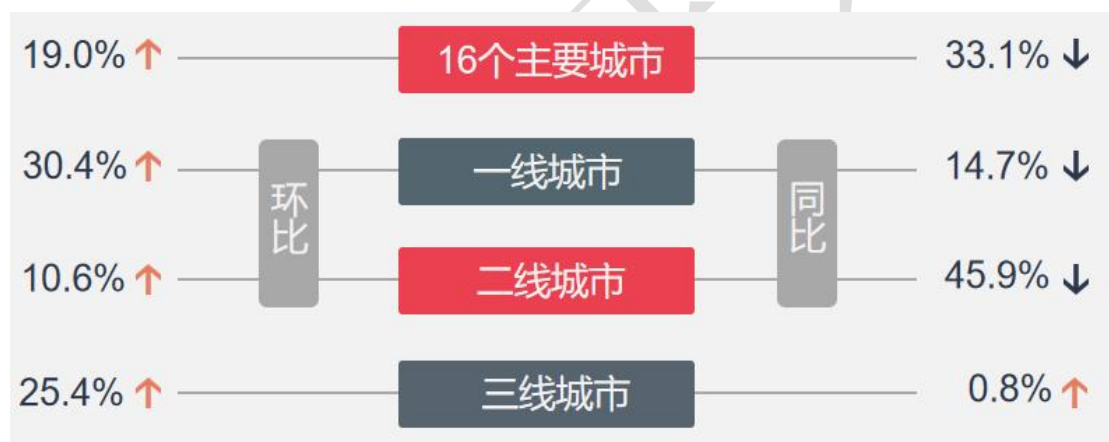 19.0% ↑ 16个主要城市 33.1% ↓
30.4% ↑ 一线城市 14.7% ↓
环比 同比
10.6% ↑ 二线城市 45.9% ↓
25.4% ↑ 三线城市 0.8% ↑